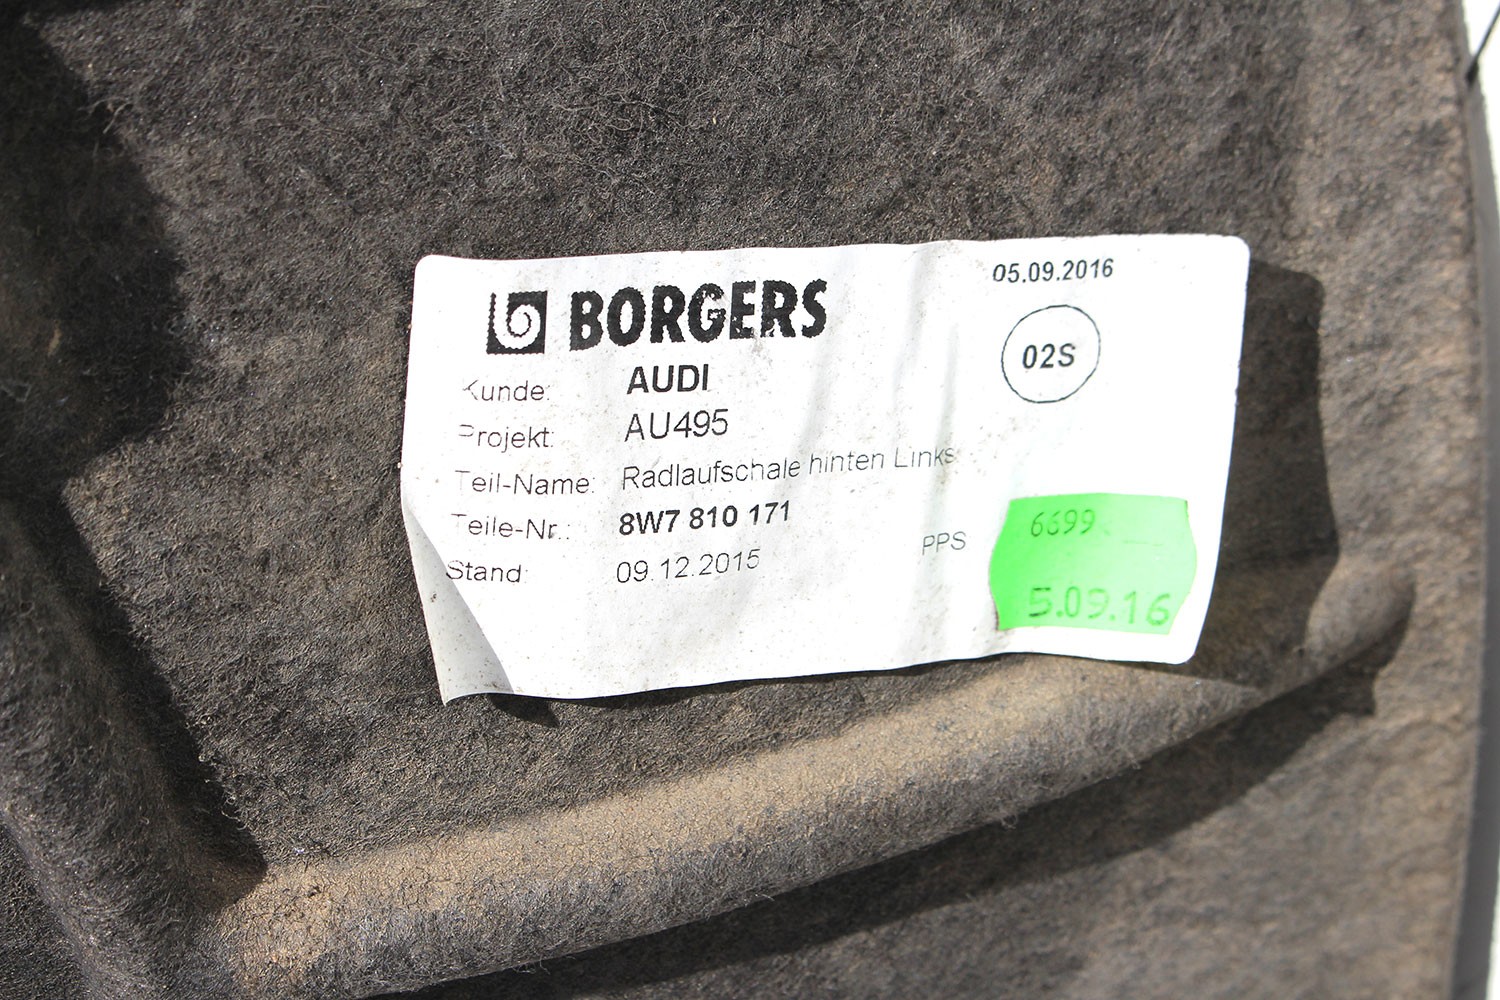 BORGERS
05.09.2016
02S
Kunde: AUDI
Projekt: AU495
Teil-Name: Radlaufschale hinten Links
Teile-Nr.: 8W7 810 171
Stand: 09.12.2015
PPS
6699
5.09.16